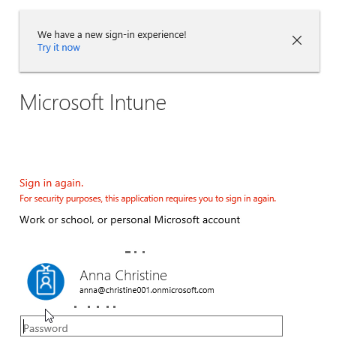 We have a new sign-in experience!
Try it now
Microsoft Intune
Sign in again.
For security purposes, this application requires you to sign in again.
Work or school, or personal Microsoft account
Anna Christine
anna@christine001.onmicrosoft.com
Password